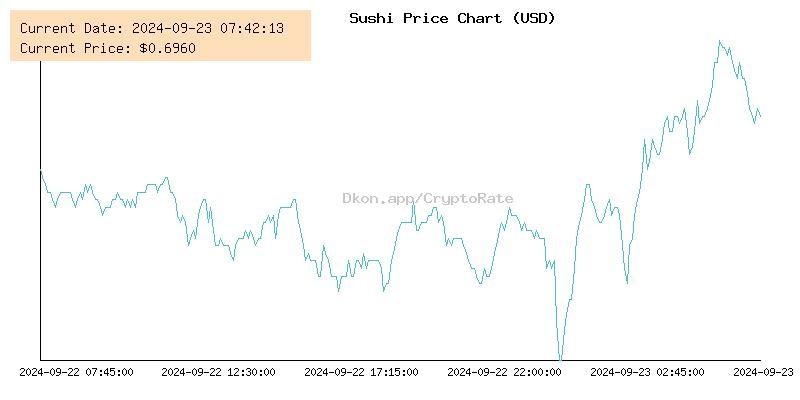 Sushi Price Chart (USD)
Current Date: 2024-09-23 07:42:13
Current Price: $0.6960
Dkon.app/CryptoRate
2024-09-22 07:45:00 2024-09-22 12:30:00 2024-09-22 17:15:00 2024-09-22 22:00:00 2024-09-23 02:45:00 2024-09-23